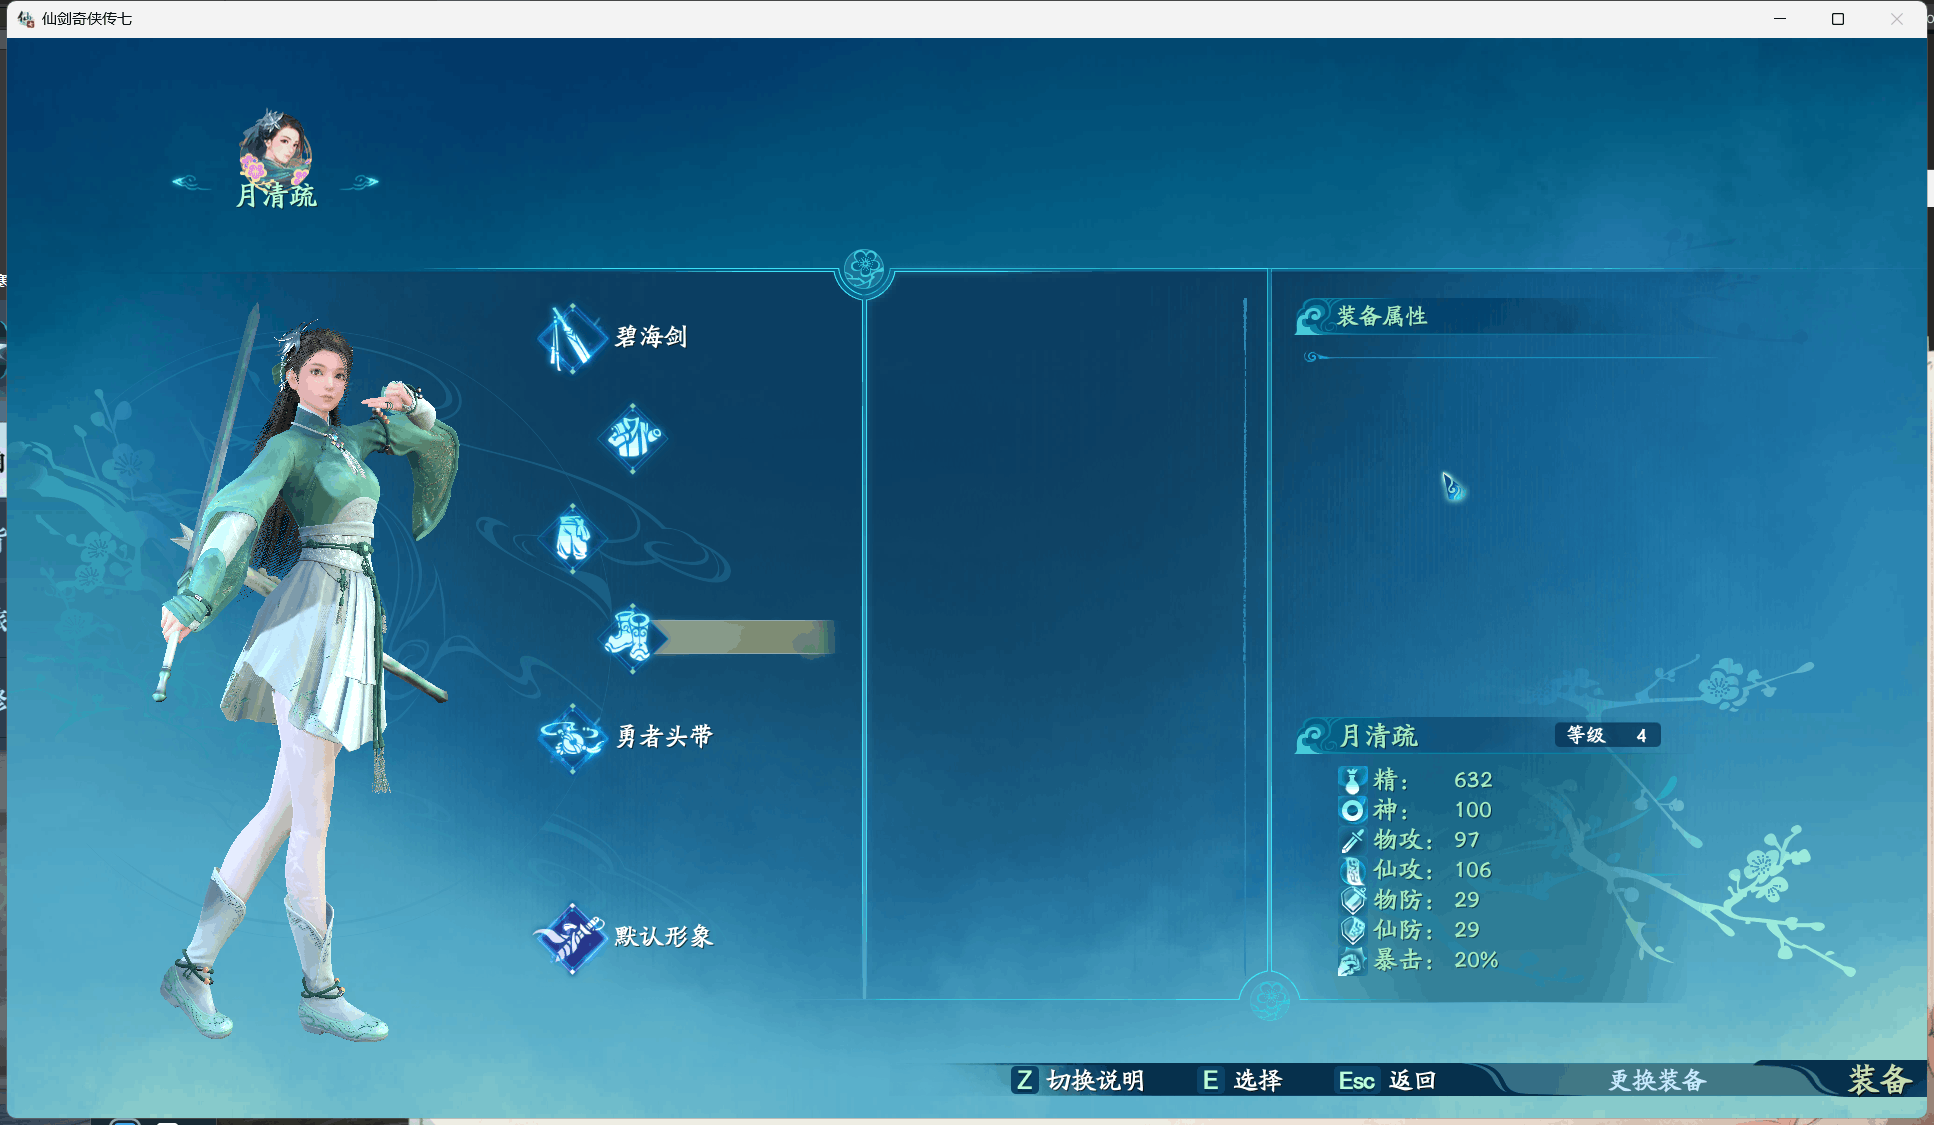 仙剑奇侠传七
月清疏
碧海剑
勇者头带
默认形象
装备属性
月清疏 等级 4
精： 632
神： 100
物攻： 97
仙攻： 106
物防： 29
仙防： 29
暴击： 20%
Z 切换说明 E 选择 Esc 返回 更换装备 装备